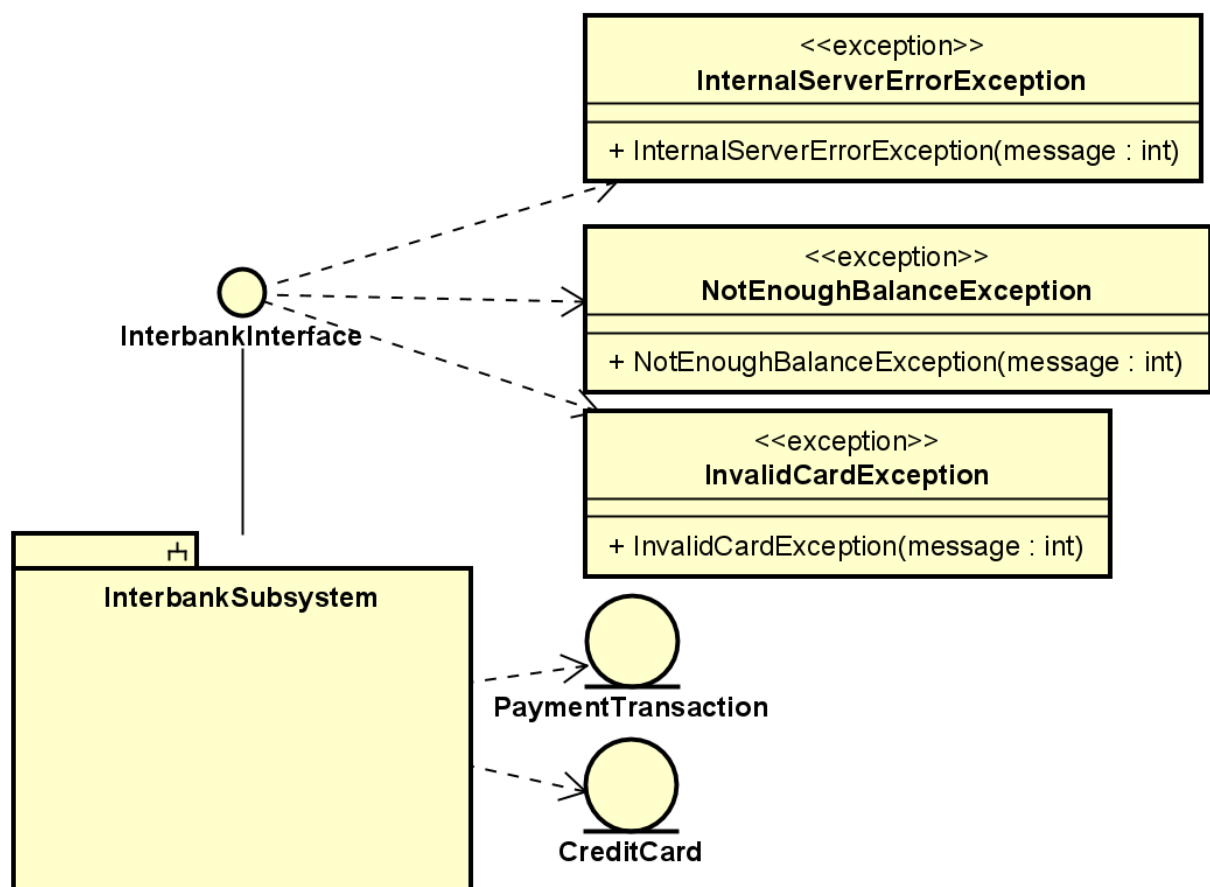 <<exception>>
InternalServerErrorException
+ InternalServerErrorException(message : int)
<<exception>>
NotEnoughBalanceException
+ NotEnoughBalanceException(message : int)
InterbankInterface
<<exception>>
InvalidCardException
+ InvalidCardException(message : int)
InterbankSubsystem
PaymentTransaction
CreditCard